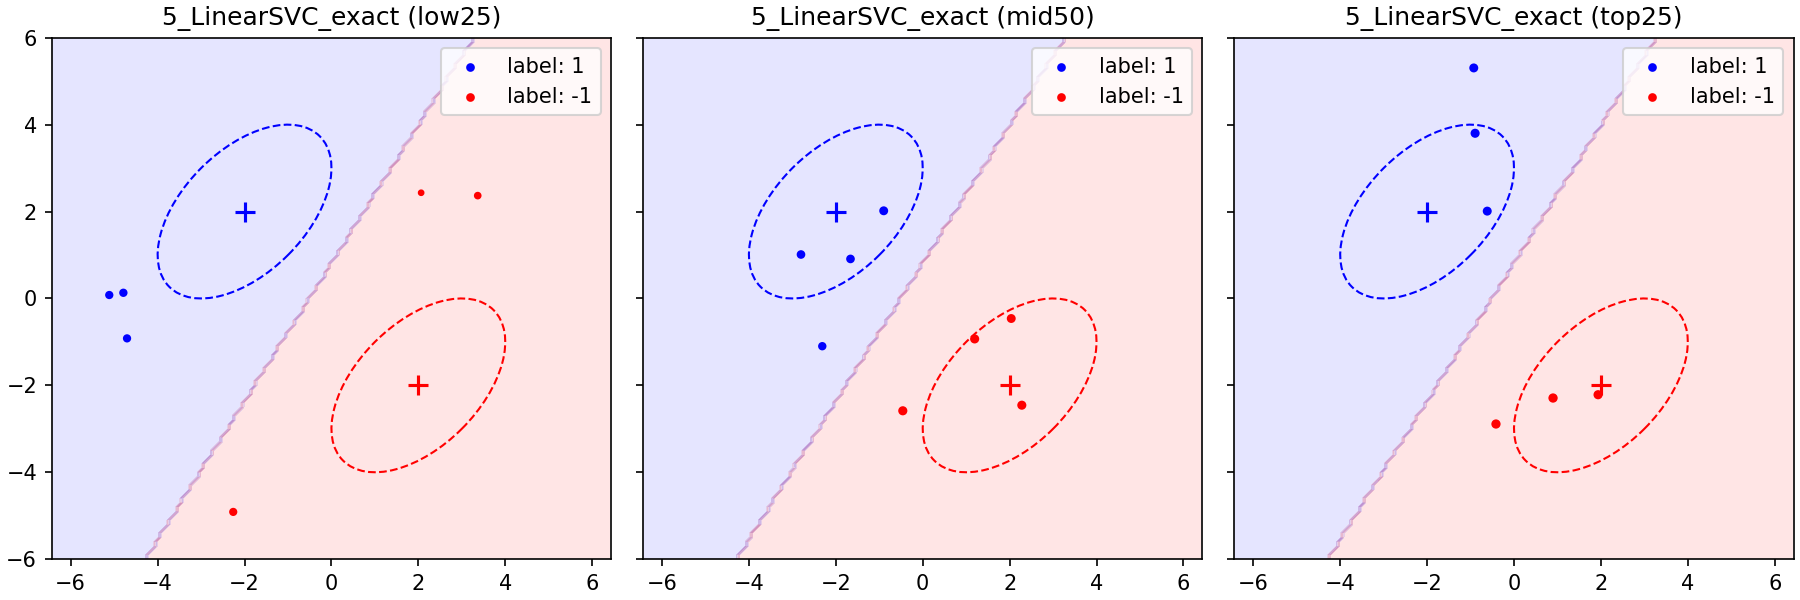 5_LinearSVC_exact (low25)
5_LinearSVC_exact (mid50)
5_LinearSVC_exact (top25)
label: 1
label: -1
label: 1
label: -1
label: 1
label: -1
6
4
2
0
−2
−4
−6
−6 −4 −2 0 2 4 6
−6 −4 −2 0 2 4 6
−6 −4 −2 0 2 4 6